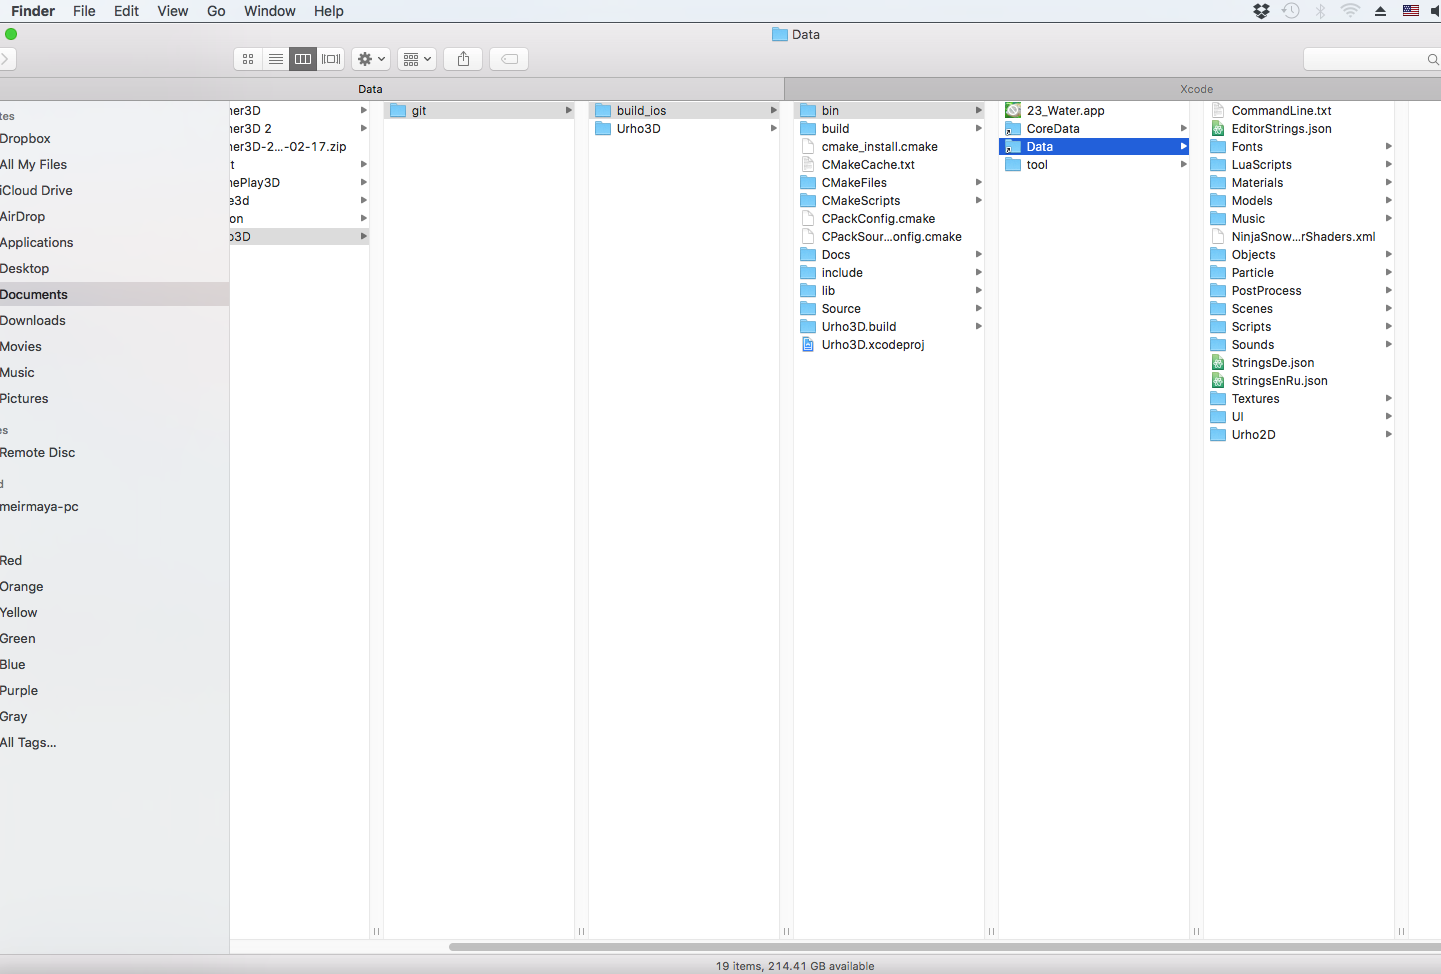 Finder File Edit View Go Window Help
Data
Data Xcode
tes
Dropbox
All My Files
iCloud Drive
AirDrop
Applications
Desktop
Documents
Downloads
Movies
Music
Pictures
es
Remote Disc
d
meirmaya-pc
Red
Orange
Yellow
Green
Blue
Purple
Gray
All Tags...
ner3D
ner3D 2
ner3D-2...-02-17.zip
t
nePlay3D
e3d
on
o3D
git
build_ios
Urho3D
bin
build
cmake_install.cmake
CMakeCache.txt
CMakeFiles
CMakeScripts
CPackConfig.cmake
CPackSour...onfig.cmake
Docs
include
lib
Source
Urho3D.build
Urho3D.xcodeproj
23_Water.app
CoreData
Data
tool
CommandLine.txt
EditorStrings.json
Fonts
LuaScripts
Materials
Models
Music
NinjaSnow...rShaders.xml
Objects
Particle
PostProcess
Scenes
Scripts
Sounds
StringsDe.json
StringsEnRu.json
Textures
UI
Urho2D
19 items, 214.41 GB available